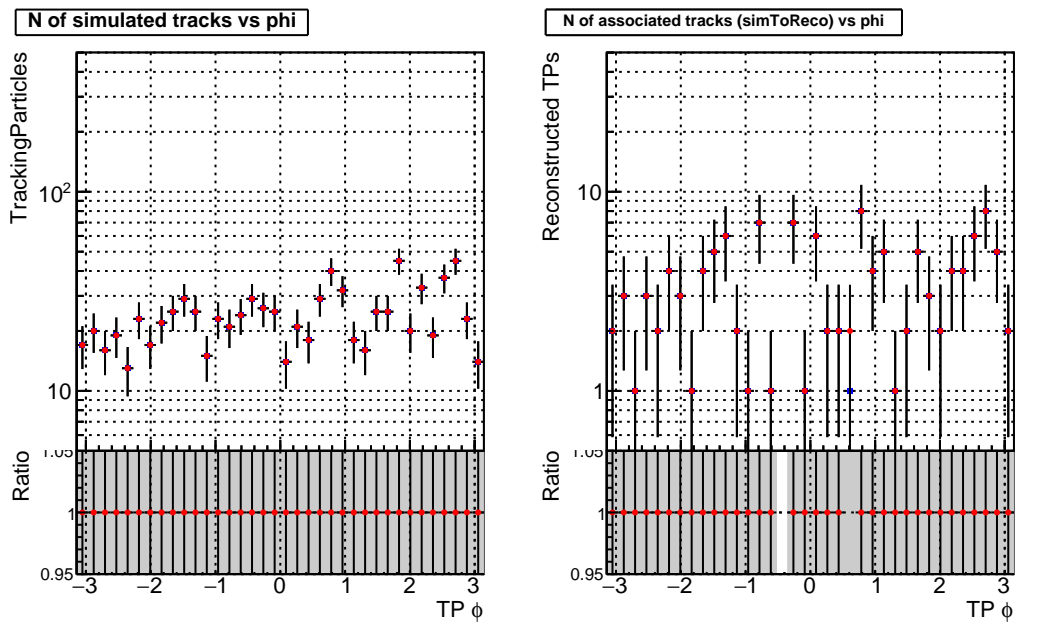 N of simulated tracks vs phi
TrackingParticles
10²
10
Ratio
1.05
1
0.95
−3 −2 −1 0 1 2 3
TP ϕ
N of associated tracks (simToReco) vs phi
Reconstructed TPs
10
1
Ratio
1.05
1
0.95
−3 −2 −1 0 1 2 3
TP ϕ